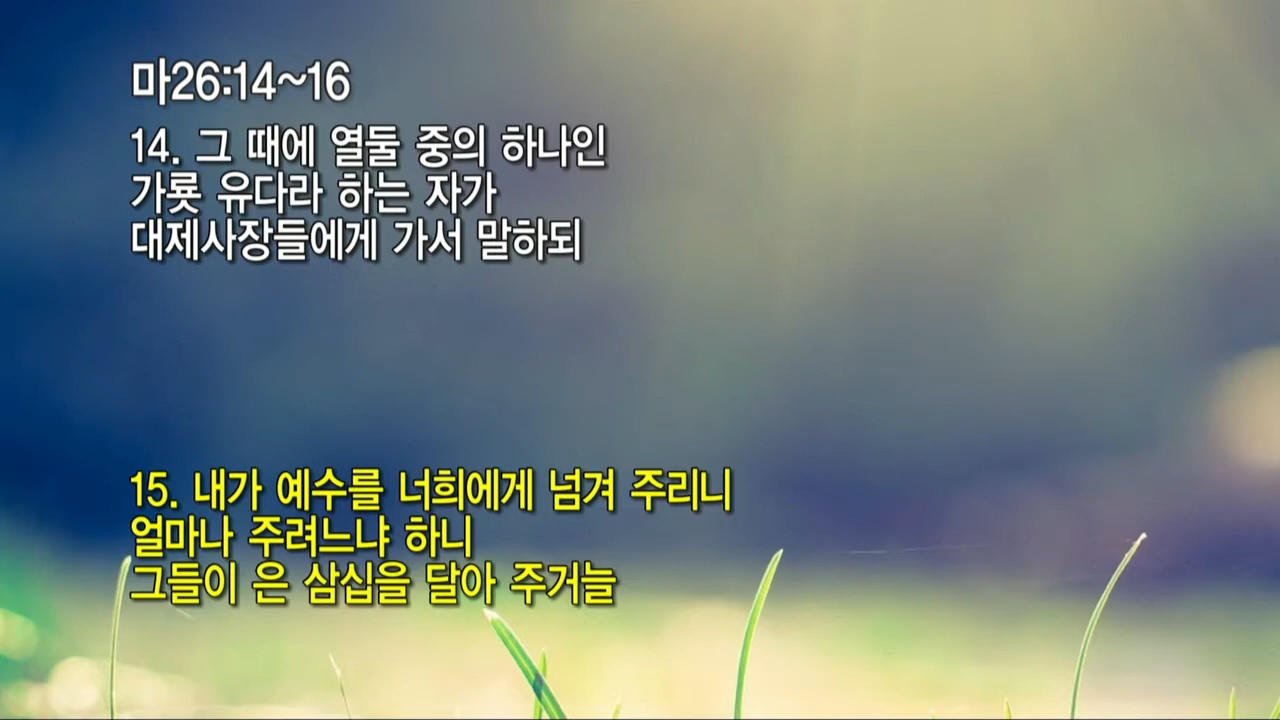 마26:14~16
14. 그 때에 열둘 중의 하나인
가룟 유다라 하는 자가
대제사장들에게 가서 말하되
15. 내가 예수를 너희에게 넘겨 주리니
얼마나 주려느냐 하니
그들이 은 삼십을 달아 주거늘